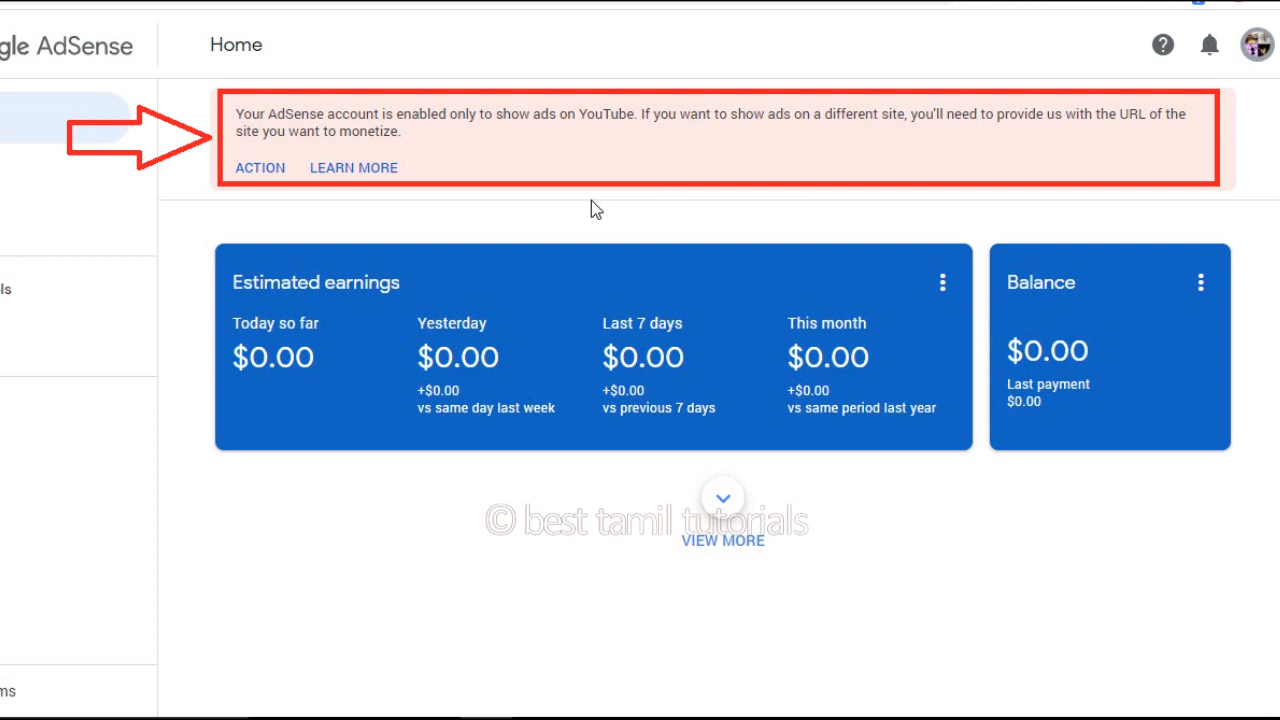 gle AdSense
Home
Your AdSense account is enabled only to show ads on YouTube. If you want to show ads on a different site, you'll need to provide us with the URL of the
site you want to monetize.
ACTION LEARN MORE
ls
Estimated earnings
Today so far
$0.00
Yesterday
$0.00
+$0.00
vs same day last week
Last 7 days
$0.00
+$0.00
vs previous 7 days
This month
$0.00
+$0.00
vs same period last year
Balance
$0.00
Last payment
$0.00
© best tamil tutorials
VIEW MORE
ms